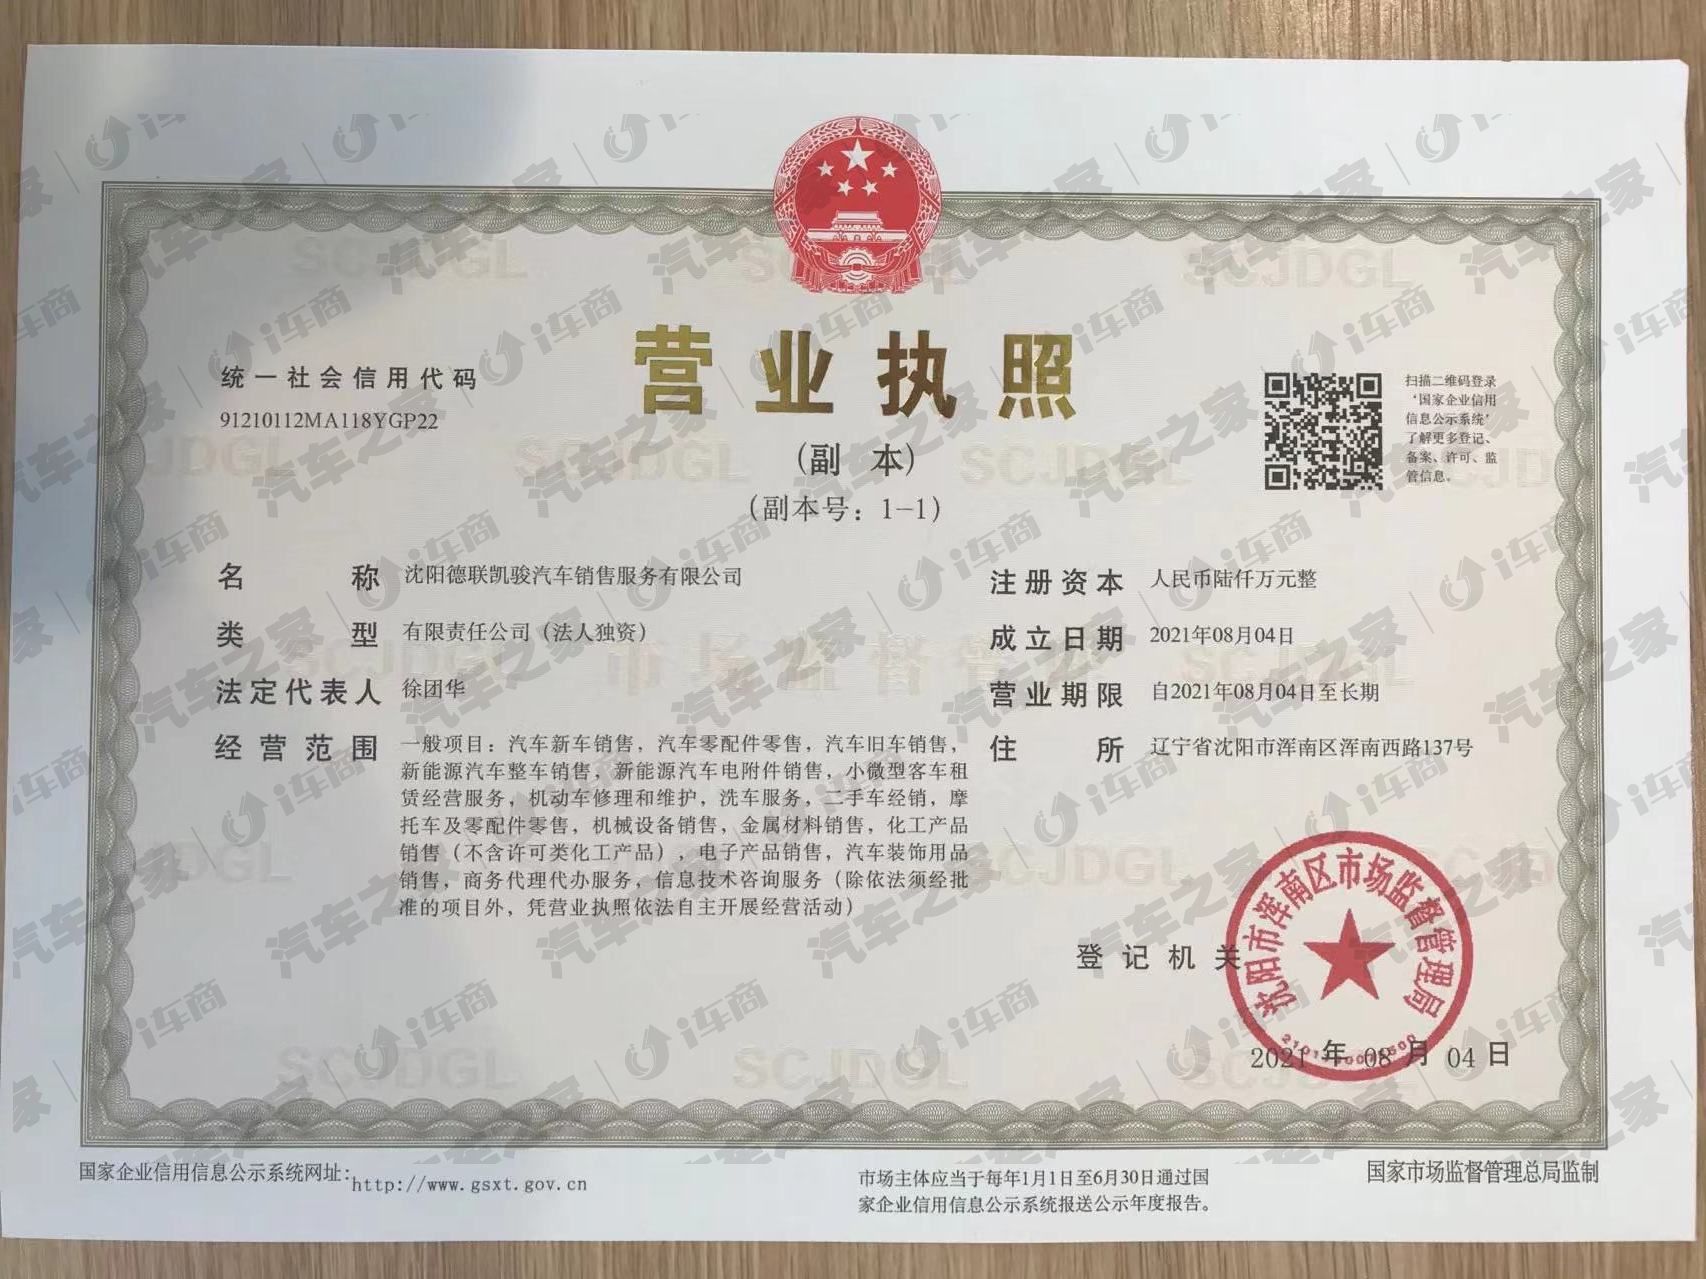 营业执照
(副 本)
(副本号：1-1)
统一社会信用代码
91210112MA118YGP22
扫描二维码登录
‘国家企业信用
信息公示系统’
了解更多登记、
备案、许可、监
管信息。
名 称 沈阳德联凯骏汽车销售服务有限公司
类 型 有限责任公司（法人独资）
法定代表人 徐团华
经营范围 一般项目：汽车新车销售，汽车零配件零售，汽车旧车销售，
新能源汽车整车销售，新能源汽车电附件销售，小微型客车租
赁经营服务，机动车修理和维护，洗车服务，二手车经销，摩
托车及零配件零售，机械设备销售，金属材料销售，化工产品
销售（不含许可类化工产品），电子产品销售，汽车装饰用品
销售，商务代理代办服务，信息技术咨询服务（除依法须经批
准的项目外，凭营业执照依法自主开展经营活动）
注册资本 人民币陆仟万元整
成立日期 2021年08月04日
营业期限 自2021年08月04日至长期
住 所 辽宁省沈阳市浑南区浑南西路137号
登记机关
沈阳市浑南区市场监督管理局
2021 年 08 月 04 日
国家企业信用信息公示系统网址：http://www.gsxt.gov.cn
市场主体应当于每年1月1日至6月30日通过国
家企业信用信息公示系统报送公示年度报告。
国家市场监督管理总局监制
SCJDGL
市场监督管
汽车之家
i车商